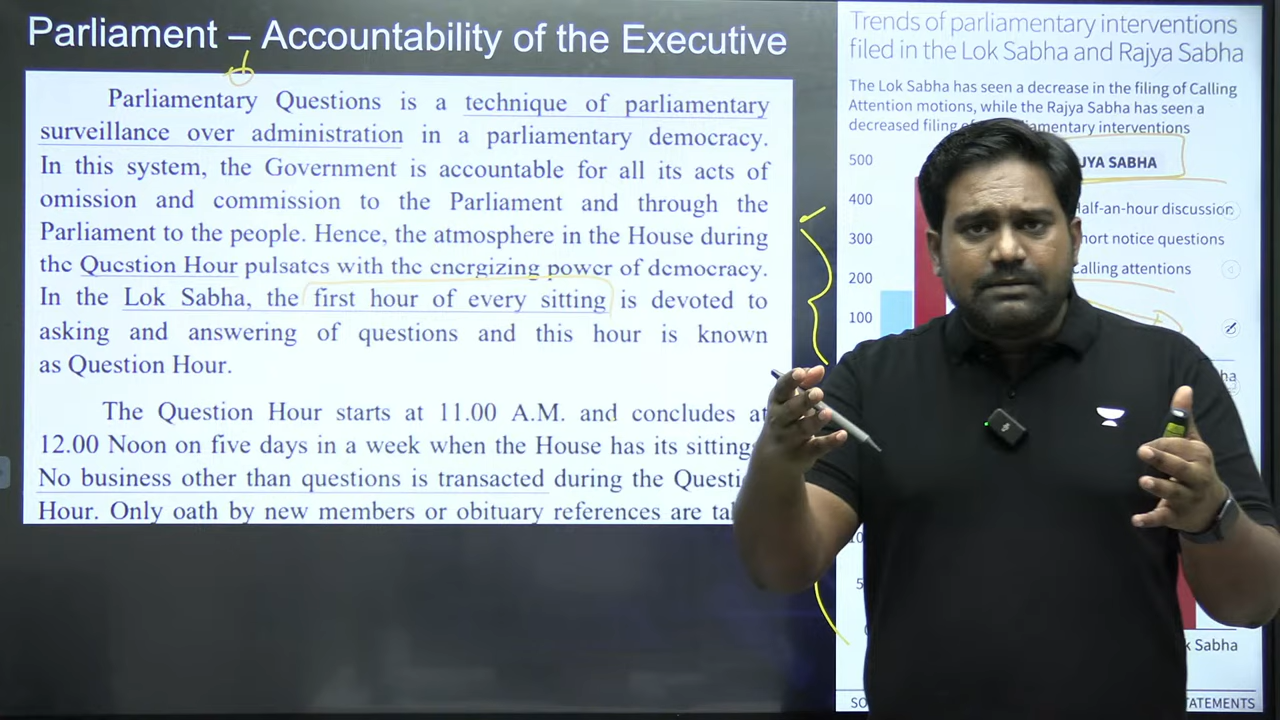 Parliament – Accountability of the Executive
Parliamentary Questions is a technique of parliamentary
surveillance over administration in a parliamentary democracy.
In this system, the Government is accountable for all its acts of
omission and commission to the Parliament and through the
Parliament to the people. Hence, the atmosphere in the House during
the Question Hour pulsates with the energizing power of democracy.
In the Lok Sabha, the first hour of every sitting is devoted to
asking and answering of questions and this hour is known
as Question Hour.
The Question Hour starts at 11.00 A.M. and concludes at
12.00 Noon on five days in a week when the House has its sitting
No business other than questions is transacted during the
Hour. Only oath by new members or obituary references are
Trends of parliamentary interventions
filed in the Lok Sabha and Rajya Sabha
The Lok Sabha has seen a decrease in the filing of Calling
Attention motions, while the Rajya Sabha has seen a
decreased filing interventions
500
SABHA
400
Half-an-hour discussion
300
notice questions
200
Calling attentions
100
Sabha